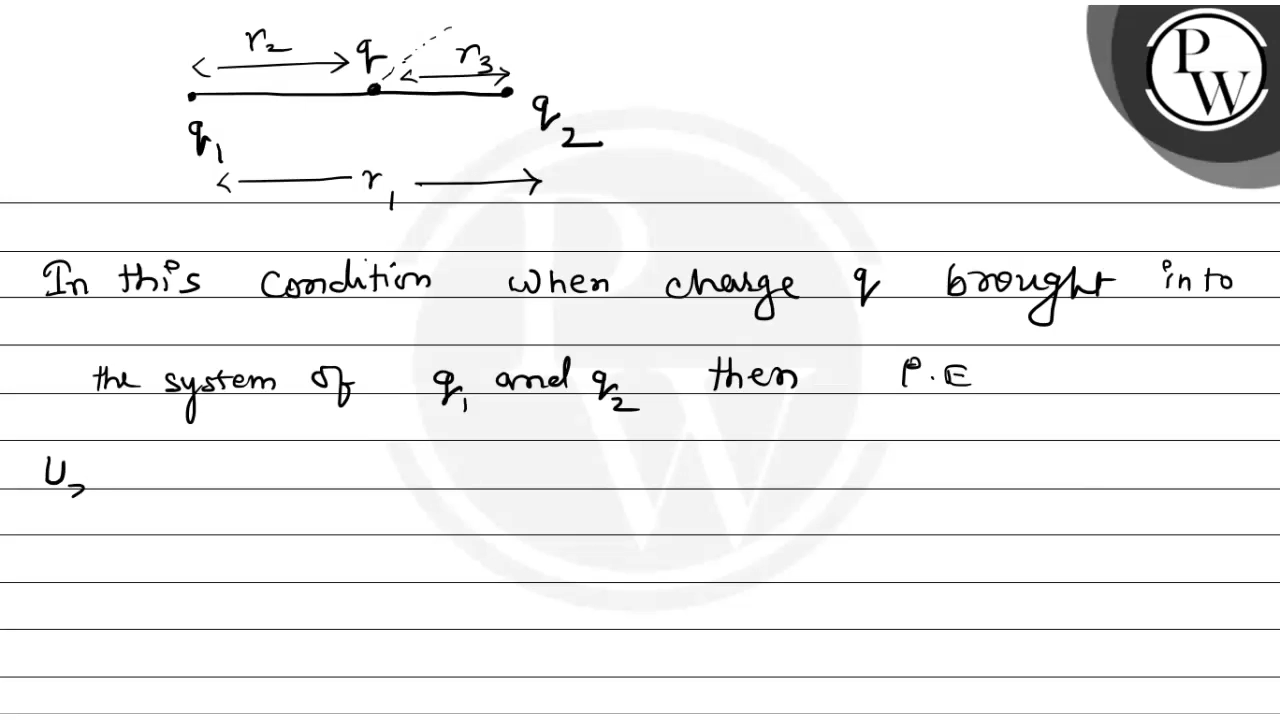 r₂ q r₃
q₁ q₂
r₁
In this condition when charge q brought into
the system of q₁ and q₂ then P.E
U₂
P
W
P
W